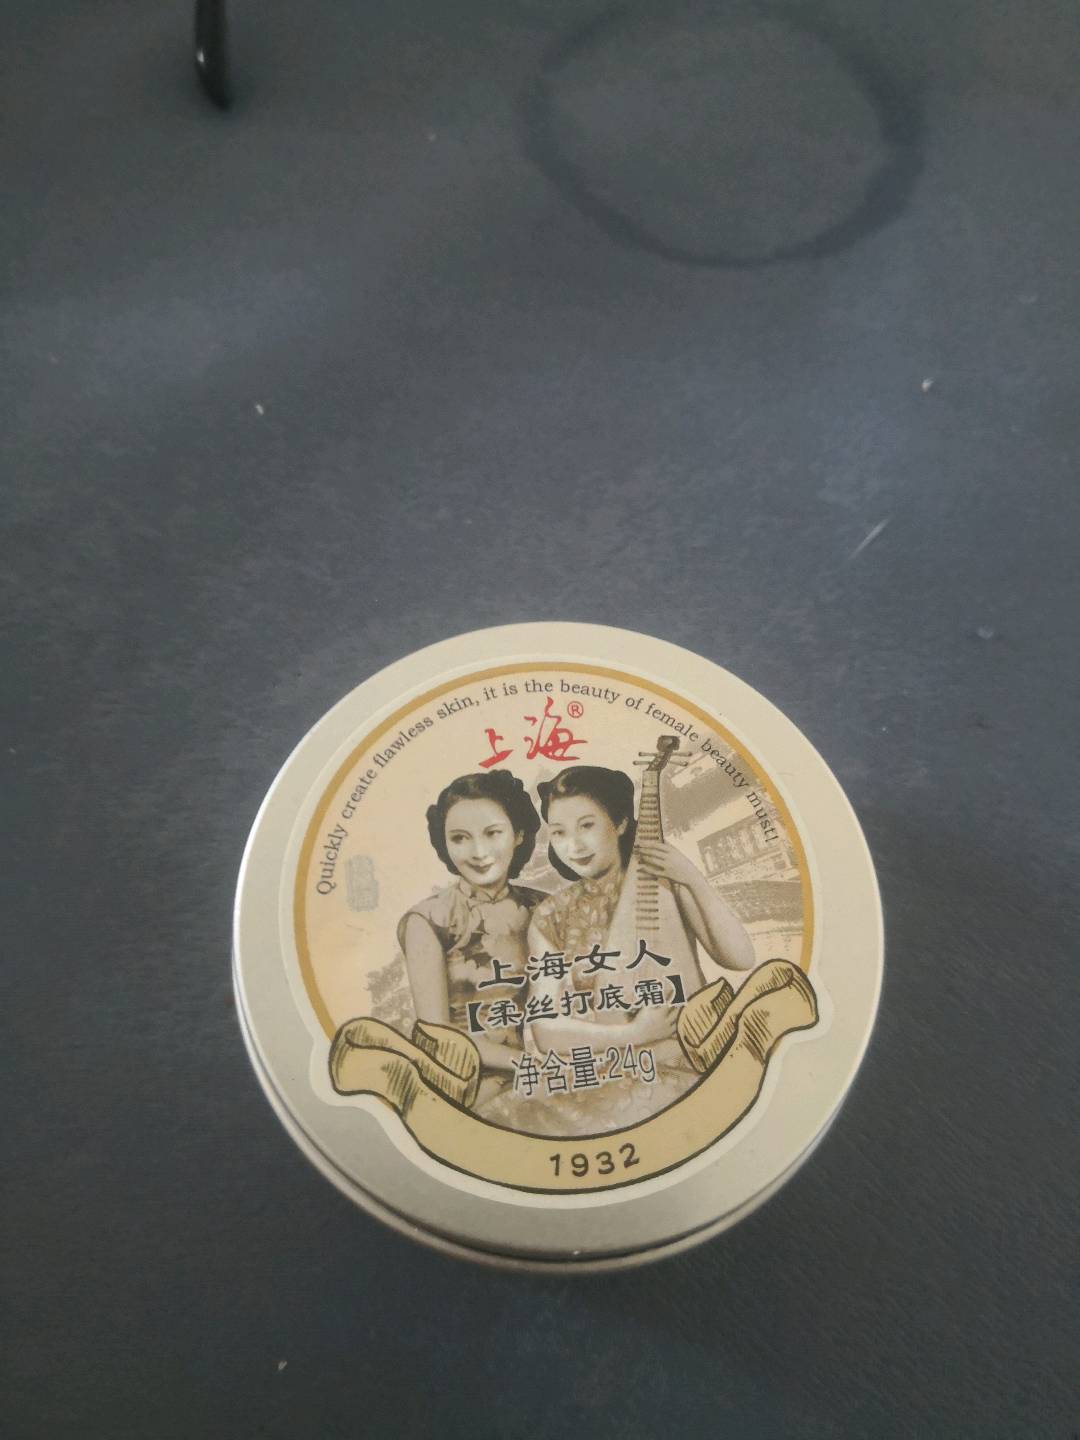 Quickly create flawless skin, it is the beauty of female beauty must!
上海®
上海女人
【柔丝打底霜】
净含量:24g
1932